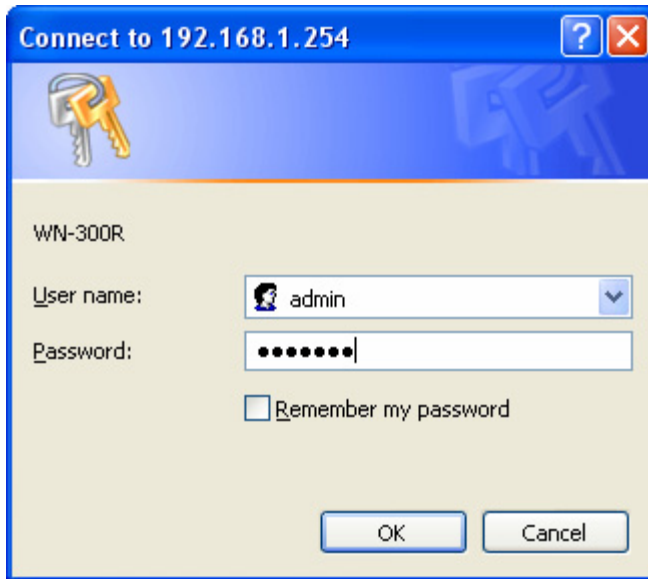 Connect to 192.168.1.254
WN-300R
User name:
admin
Password:
•••••••
Remember my password
OK
Cancel